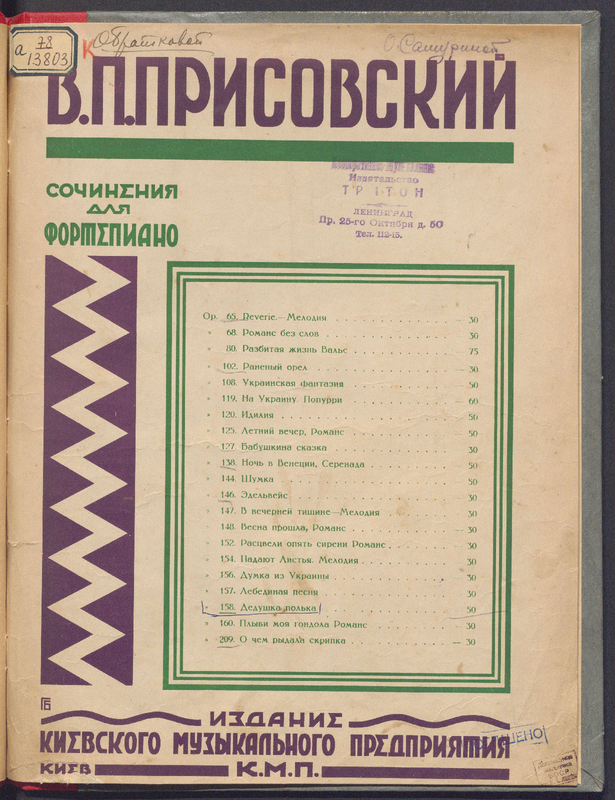 а 78
13803
В.П.ПРИСОВСКИЙ
Издательство
ТРИТОН
ЛЕНИНГРАД
Пр. 25-го Октября д. 50
Тел. 112-15.
СОЧИНЕНИЯ
ДЛЯ
ФОРТЕПИАНО
Ор. 65. Reverie.—Мелодия . . . — 30
" 68. Романс без слов . . . 30
" 80. Разбитая жизнь Вальс . . . 75
" 102. Раненый орел . . . — 30
" 108. Украинская фантазия . . . 50
" 119. На Украину Попурри . . . — 60
" 120. Идилия . . . 50
" 125. Летний вечер, Романс . . . 50
" 127. Бабушкина сказка . . . 30
" 138. Ночь в Венеции, Серенада . . . 50
" 144. Шумка . . . 50
" 146. Эдельвейс . . . 30
" 147. В вечерней тишине—Мелодия . . . 30
" 148. Весна прошла, Романс . . . — 30
" 152. Расцвели опять сирени Романс . . . 30
" 154. Падают Листья. Мелодия . . . 30
" 156. Думка из Украины . . . 30
" 157. Лебединая песня . . . 30
" 158. Дедушка полька . . . 50
" 160. Плыви моя гондола Романс . . . 30
" 209. О чем рыдала скрипка . . . — 30
ИЗДАНИЕ
КИЕВСКОГО МУЗЫКАЛЬНОГО ПРЕДПРИЯТИЯ
КИЕВ К.М.П.